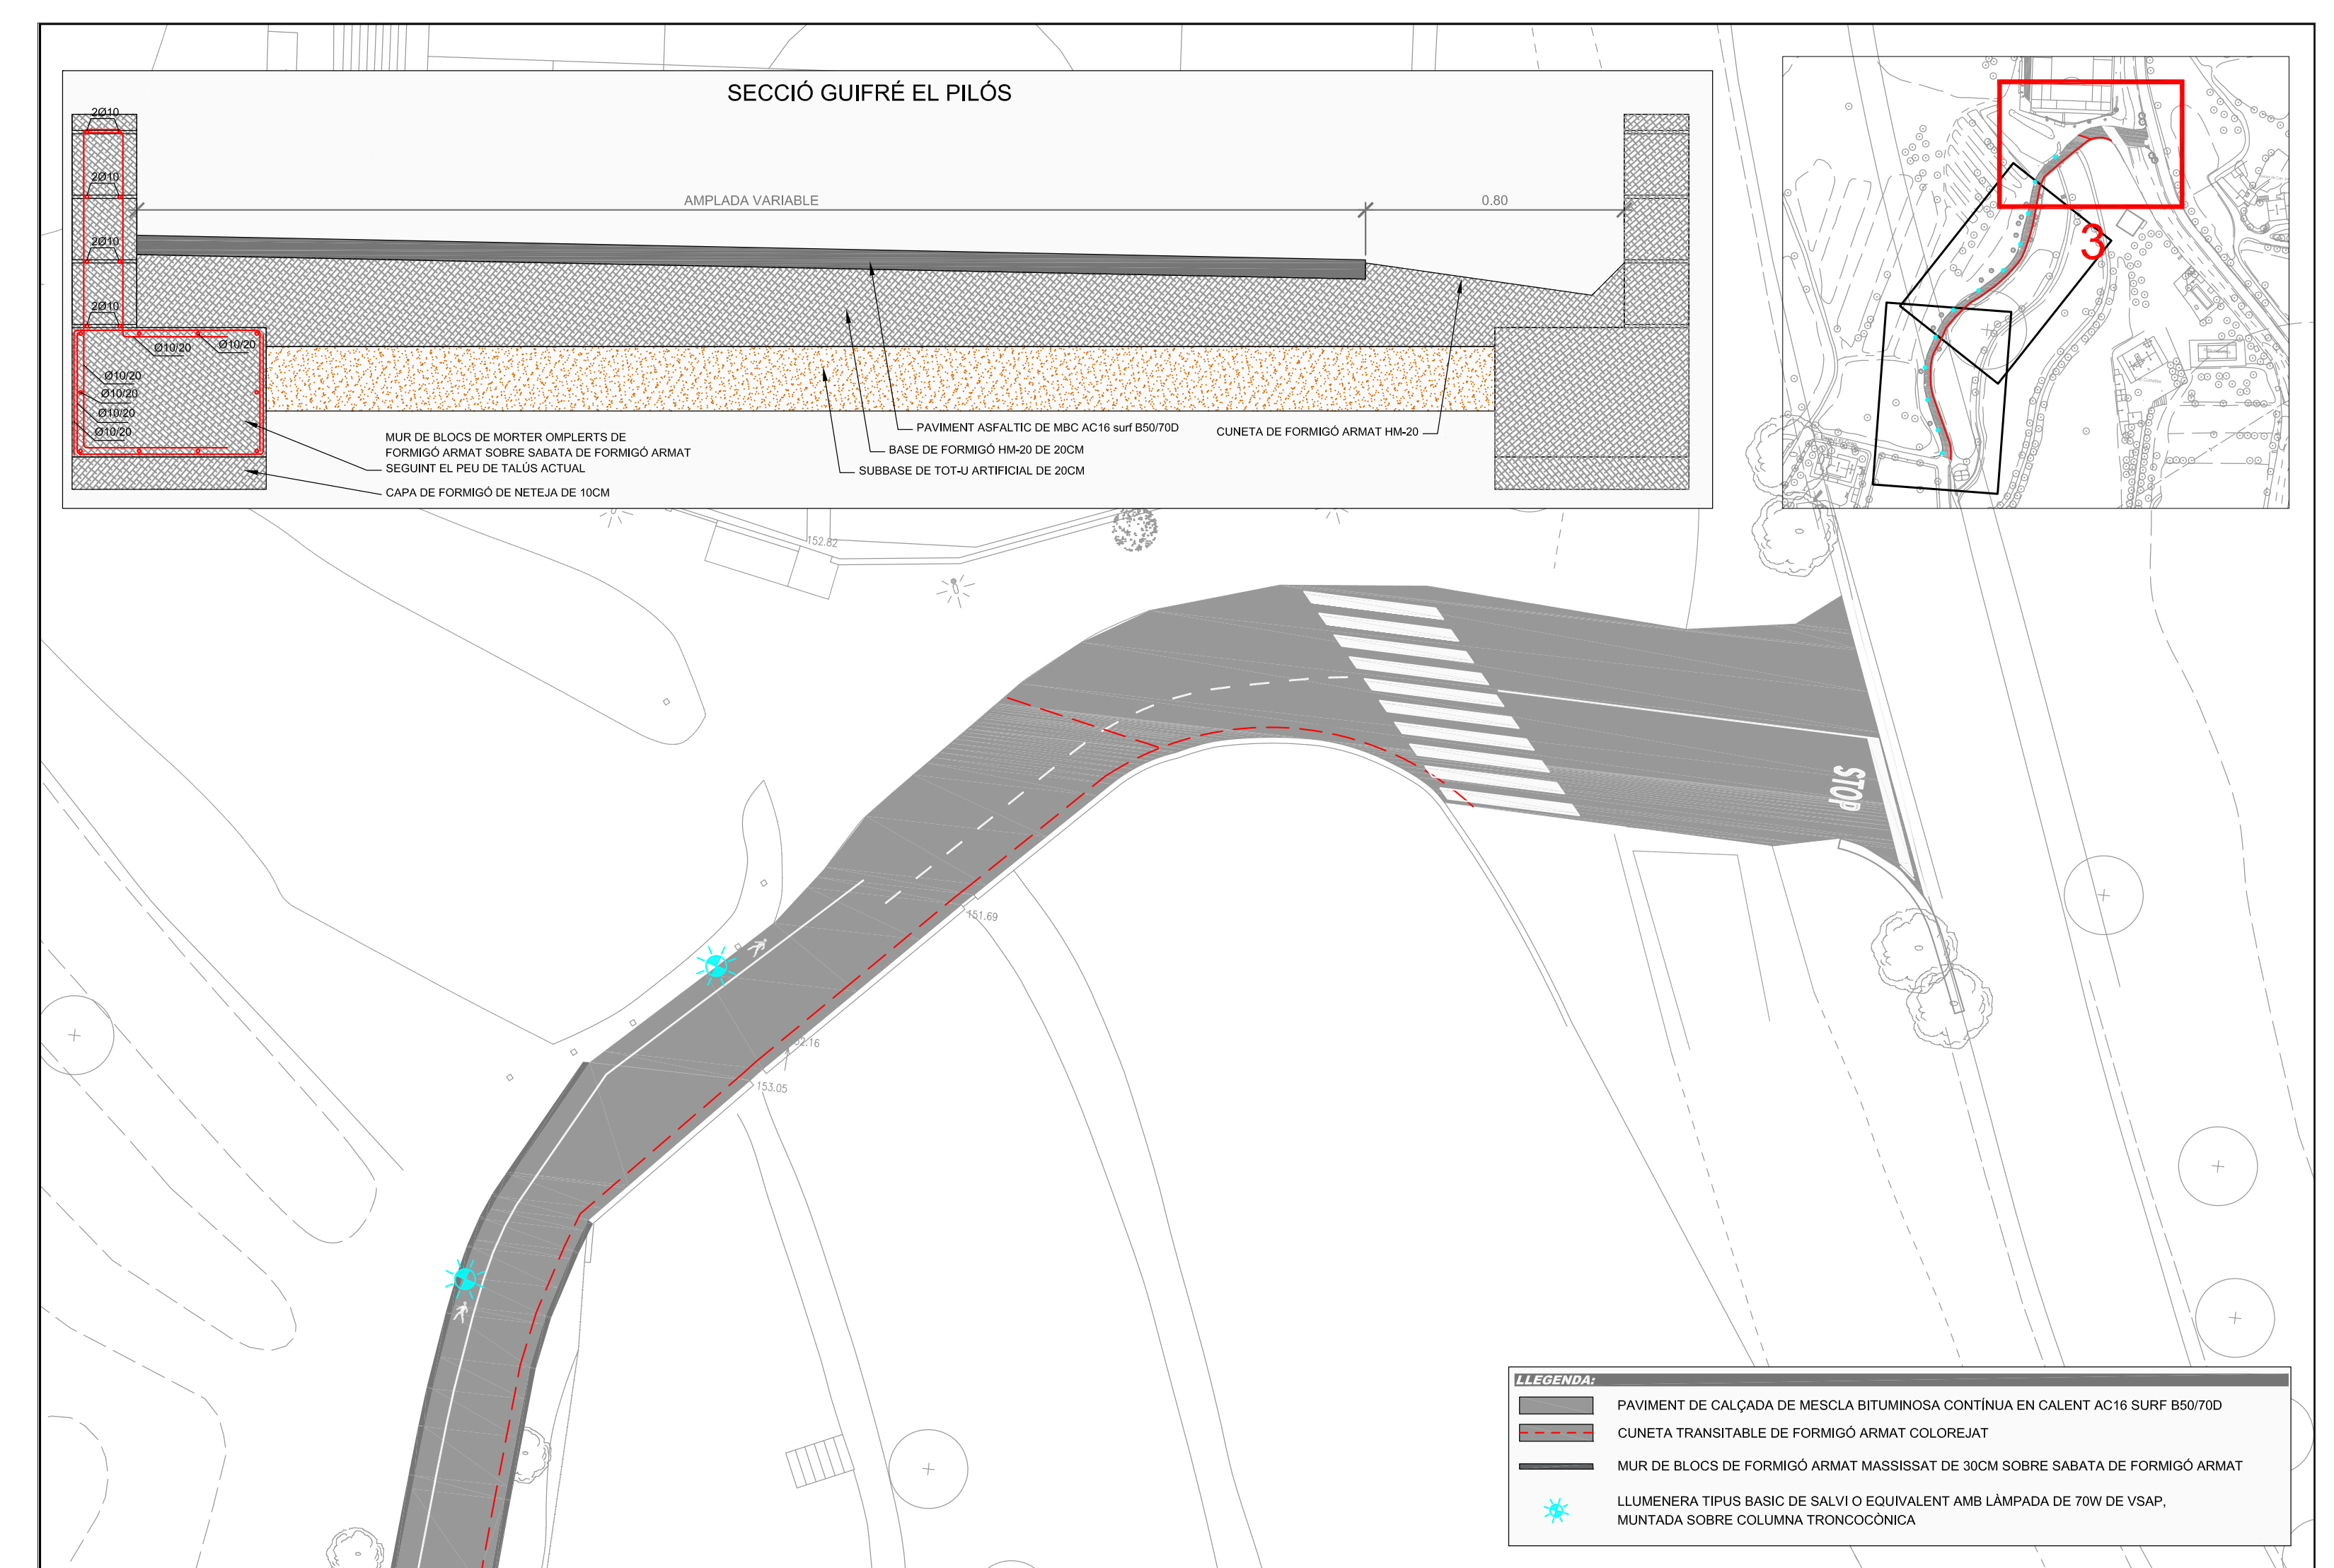 SECCIÓ GUIFRÉ EL PILÓS
2Ø10
2Ø10
2Ø10
2Ø10
AMPLADA VARIABLE
0.80
Ø10/20
Ø10/20
Ø10/20
Ø10/20
Ø10/20
Ø10/20
MUR DE BLOCS DE MORTER OMPLERTS DE
FORMIGÓ ARMAT SOBRE SABATA DE FORMIGÓ ARMAT
SEGUINT EL PEU DE TALÚS ACTUAL
CAPA DE FORMIGÓ DE NETEJA DE 10CM
PAVIMENT ASFALTIC DE MBC AC16 surf B50/70D
BASE DE FORMIGÓ HM-20 DE 20CM
SUBBASE DE TOT-U ARTIFICIAL DE 20CM
CUNETA DE FORMIGÓ ARMAT HM-20
3
152.82
STOP
151.69
153.05
LLEGENDA:
PAVIMENT DE CALÇADA DE MESCLA BITUMINOSA CONTÍNUA EN CALENT AC16 SURF B50/70D
CUNETA TRANSITABLE DE FORMIGÓ ARMAT COLOREJAT
MUR DE BLOCS DE FORMIGÓ ARMAT MASSISSAT DE 30CM SOBRE SABATA DE FORMIGÓ ARMAT
LLUMENERA TIPUS BASIC DE SALVI O EQUIVALENT AMB LÀMPADA DE 70W DE VSAP,
MUNTADA SOBRE COLUMNA TRONCOCÒNICA